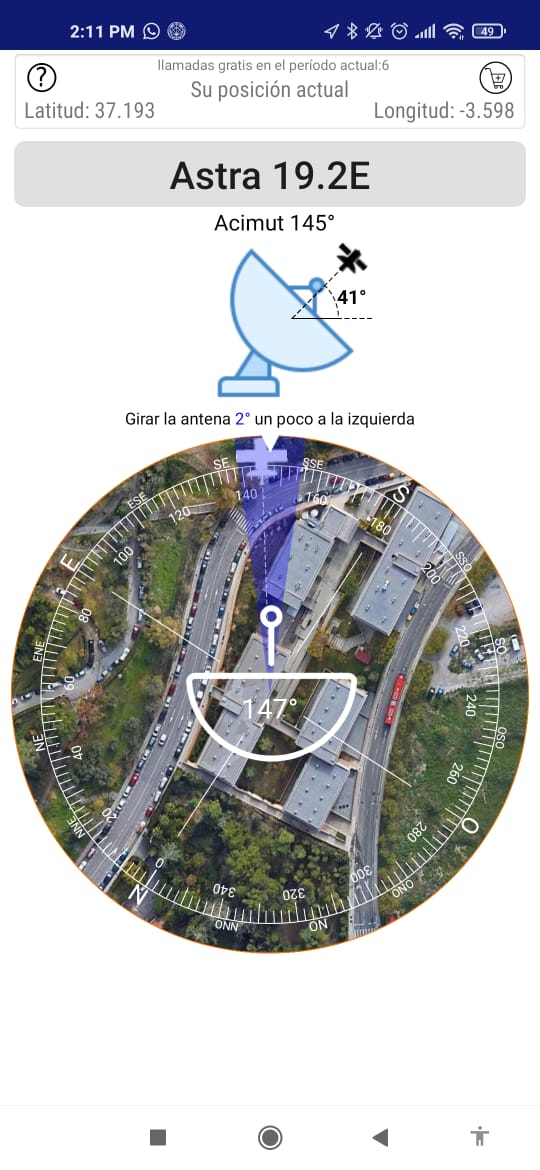 2:11 PM
49
llamadas gratis en el período actual:6
?
Su posición actual
Latitud: 37.193
Longitud: -3.598
Astra 19.2E
Acimut 145°
41°
Girar la antena 2° un poco a la izquierda
SE
SSE
140
160
ESE
120
S
180
100
E
SSO
200
80
220
ENE
SO
60
240
NE
OSO
40
260
20
280
O
NNE
0
300
N
340
320
ONO
NNO
NO
147°